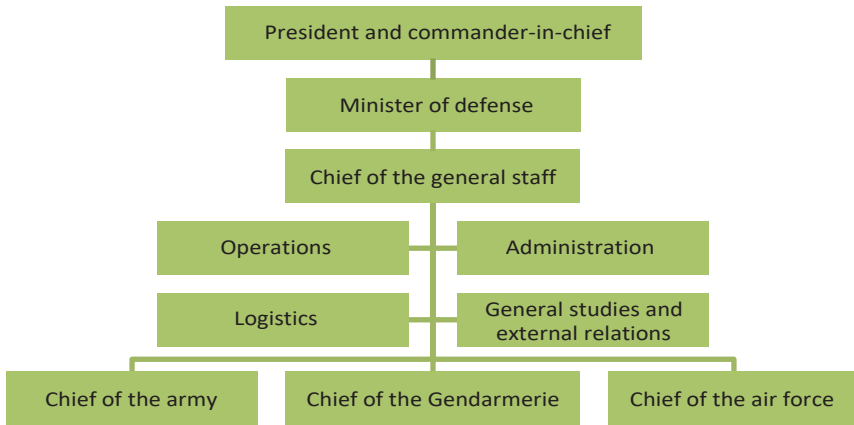 President and commander-in-chief
Minister of defense
Chief of the general staff
Operations
Administration
Logistics
General studies and
external relations
Chief of the army
Chief of the Gendarmerie
Chief of the air force